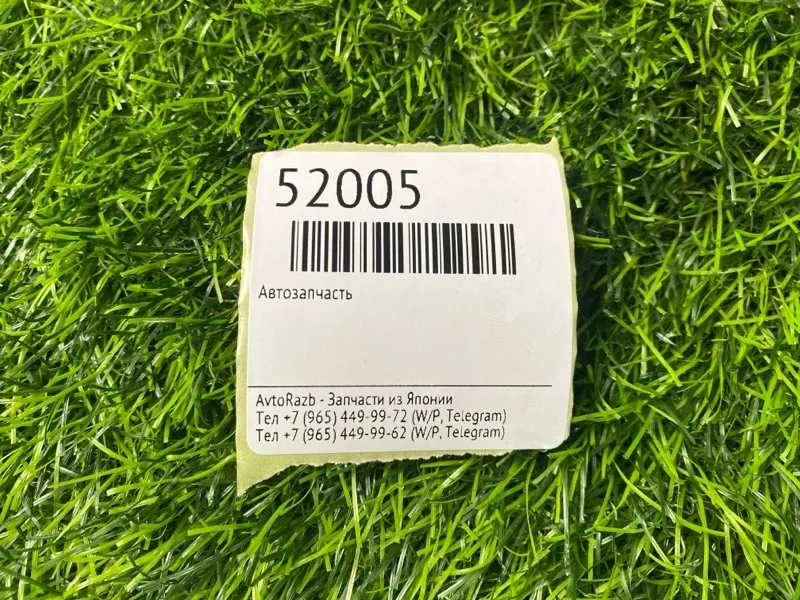 52005
Автозапчасть
AvtoRazb - Запчасти из Японии
Тел +7 (965) 449-99-72 (W/P, Telegram)
Тел +7 (965) 449-99-62 (W/P, Telegram)